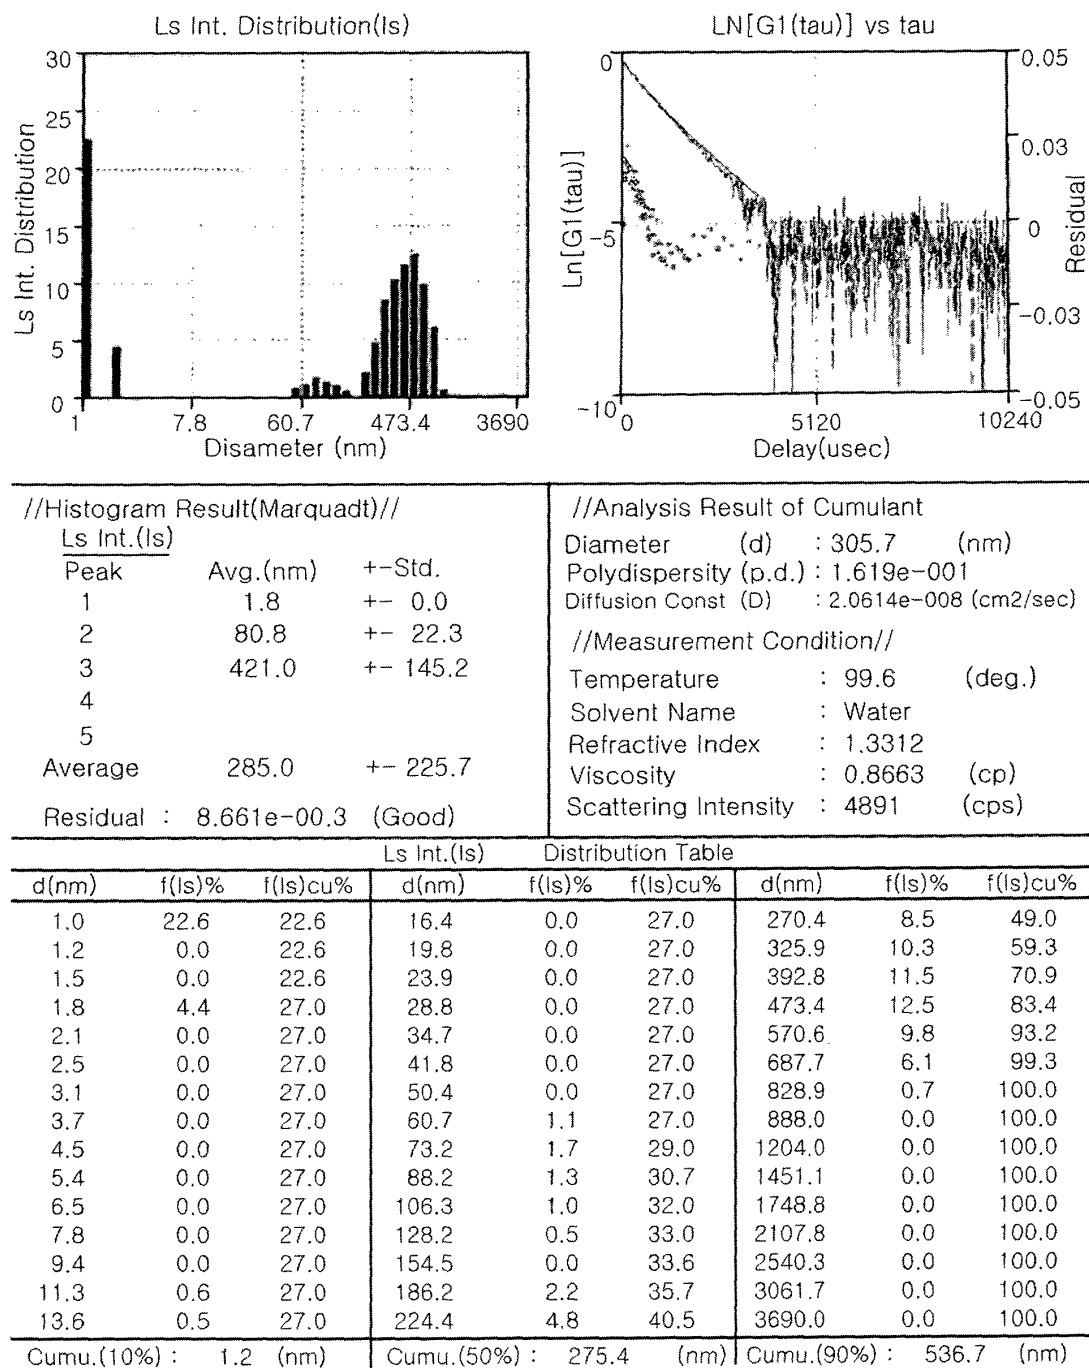 Ls Int. Distribution(Is)
Ls Int. Distribution
30
25
20
15
10
5
0
1 7.8 60.7 473.4 3690
Disameter (nm)
LN[G1(tau)] vs tau
Ln[G1(tau)]
0
-5
-10
0 5120 10240
Delay(usec)
0.05
0.03
0
-0.03
-0.05
Residual
//Histogram Result(Marquadt)//
Ls Int.(Is)
Peak Avg.(nm) +-Std.
1 1.8 +- 0.0
2 80.8 +- 22.3
3 421.0 +- 145.2
4
5
Average 285.0 +- 225.7
Residual : 8.661e-00.3 (Good)
//Analysis Result of Cumulant
Diameter (d) : 305.7 (nm)
Polydispersity (p.d.) : 1.619e-001
Diffusion Const (D) : 2.0614e-008 (cm2/sec)
//Measurement Condition//
Temperature : 99.6 (deg.)
Solvent Name : Water
Refractive Index : 1.3312
Viscosity : 0.8663 (cp)
Scattering Intensity : 4891 (cps)
Ls Int.(Is) Distribution Table
d(nm) f(Is)% f(Is)cu% d(nm) f(Is)% f(Is)cu% d(nm) f(Is)% f(Is)cu%
1.0 22.6 22.6 16.4 0.0 27.0 270.4 8.5 49.0
1.2 0.0 22.6 19.8 0.0 27.0 325.9 10.3 59.3
1.5 0.0 22.6 23.9 0.0 27.0 392.8 11.5 70.9
1.8 4.4 27.0 28.8 0.0 27.0 473.4 12.5 83.4
2.1 0.0 27.0 34.7 0.0 27.0 570.6 9.8 93.2
2.5 0.0 27.0 41.8 0.0 27.0 687.7 6.1 99.3
3.1 0.0 27.0 50.4 0.0 27.0 828.9 0.7 100.0
3.7 0.0 27.0 60.7 1.1 27.0 888.0 0.0 100.0
4.5 0.0 27.0 73.2 1.7 29.0 1204.0 0.0 100.0
5.4 0.0 27.0 88.2 1.3 30.7 1451.1 0.0 100.0
6.5 0.0 27.0 106.3 1.0 32.0 1748.8 0.0 100.0
7.8 0.0 27.0 128.2 0.5 33.0 2107.8 0.0 100.0
9.4 0.0 27.0 154.5 0.0 33.6 2540.3 0.0 100.0
11.3 0.6 27.0 186.2 2.2 35.7 3061.7 0.0 100.0
13.6 0.5 27.0 224.4 4.8 40.5 3690.0 0.0 100.0
Cumu.(10%) : 1.2 (nm) Cumu.(50%) : 275.4 (nm) Cumu.(90%) : 536.7 (nm)